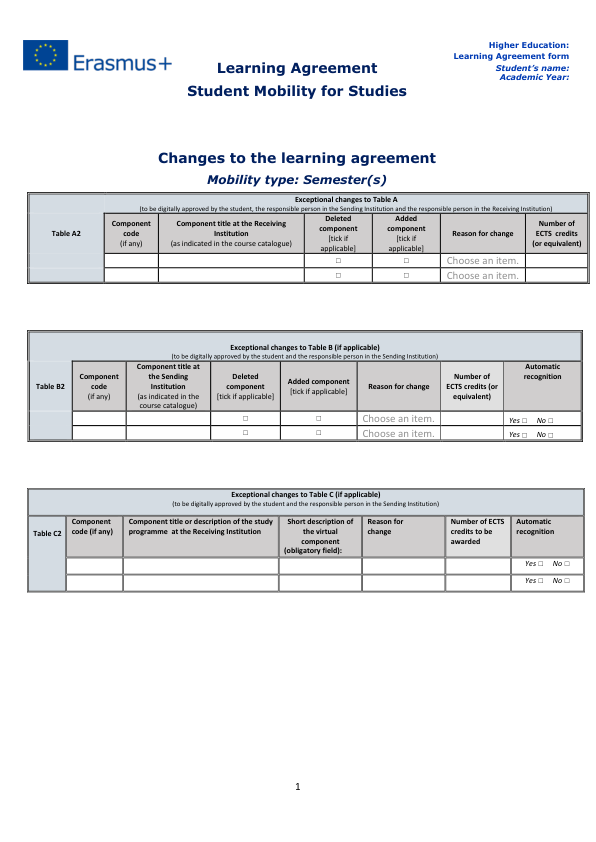 Erasmus+
Higher Education:
Learning Agreement form
Student's name:
Academic Year:
Learning Agreement
Student Mobility for Studies
Changes to the learning agreement
Mobility type: Semester(s)
Exceptional changes to Table A
(to be digitally approved by the student, the responsible person in the Sending Institution and the responsible person in the Receiving Institution)
Table A2
Component code (if any)
Component title at the Receiving Institution (as indicated in the course catalogue)
Deleted component [tick if applicable]
Added component [tick if applicable]
Reason for change
Number of ECTS credits (or equivalent)
☐ ☐ Choose an item.
☐ ☐ Choose an item.
Exceptional changes to Table B (if applicable)
(to be digitally approved by the student and the responsible person in the Sending Institution)
Table B2
Component code (if any)
Component title at the Sending Institution (as indicated in the course catalogue)
Deleted component [tick if applicable]
Added component [tick if applicable]
Reason for change
Number of ECTS credits (or equivalent)
Automatic recognition
☐ ☐ Choose an item. Yes ☐ No ☐
☐ ☐ Choose an item. Yes ☐ No ☐
Exceptional changes to Table C (if applicable)
(to be digitally approved by the student and the responsible person in the Sending Institution)
Table C2
Component code (if any)
Component title or description of the study programme at the Receiving Institution
Short description of the virtual component (obligatory field):
Reason for change
Number of ECTS credits to be awarded
Automatic recognition
Yes ☐ No ☐
Yes ☐ No ☐
1